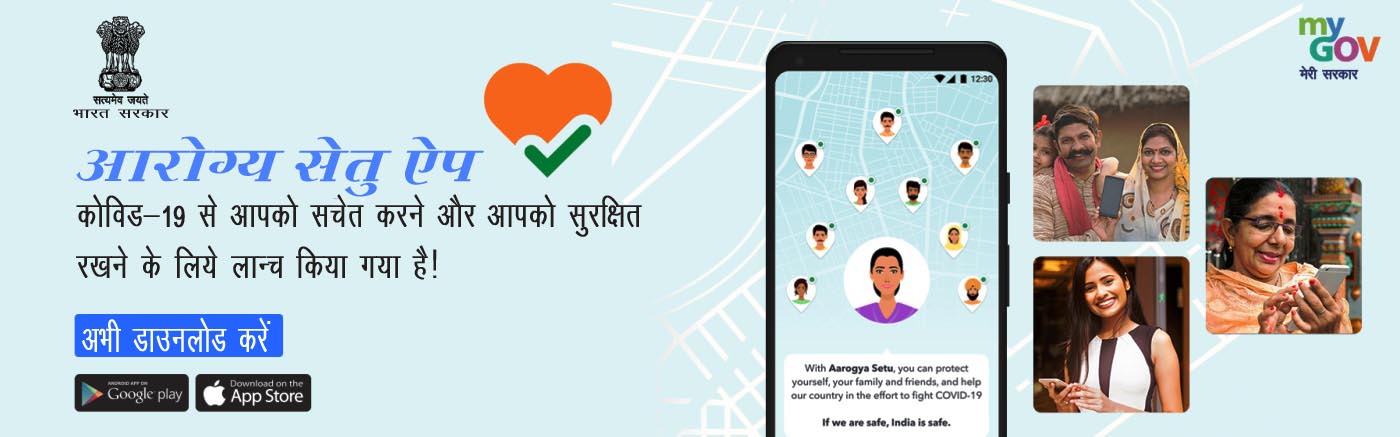 सत्यमेव जयते
भारत सरकार
आरोग्य सेतु ऐप
कोविड-19 से आपको सचेत करने और आपको सुरक्षित
रखने के लिये लान्च किया गया है!
अभी डाउनलोड करें
ANDROID APP ON
Google play
Download on the
App Store
12:30
With Aarogya Setu, you can protect
yourself, your family and friends, and help
our country in the effort to fight COVID-19
If we are safe, India is safe.
my
GOV
मेरी सरकार